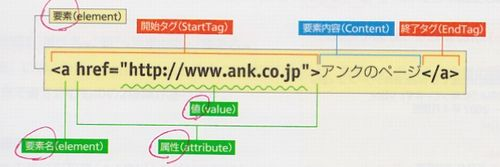 要素(element)
開始タグ(StartTag)
要素内容(Content)
終了タグ(EndTag)
<a href="http://www.ank.co.jp">アンクのページ</a>
値(value)
要素名(element)
属性(attribute)